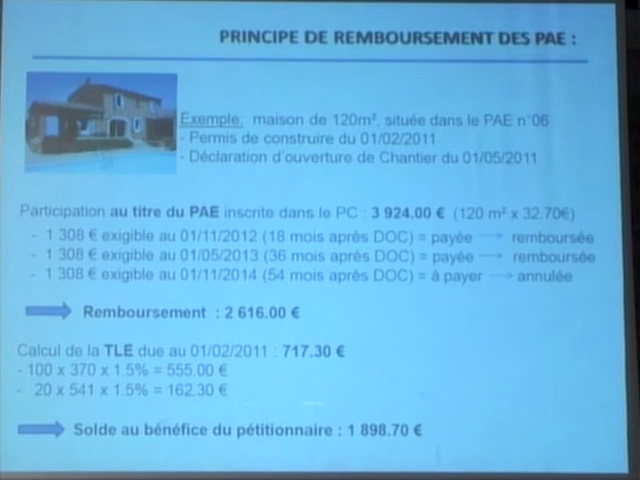 PRINCIPE DE REMBOURSEMENT DES PAE :
Exemple: maison de 120m², située dans le PAE n°06
- Permis de construire du 01/02/2011
- Déclaration d'ouverture de Chantier du 01/05/2011
Participation au titre du PAE inscrite dans le PC : 3 924.00 € (120 m² x 32.70€)
- 1 308 € exigible au 01/11/2012 (18 mois après DOC) = payée → remboursée
- 1 308 € exigible au 01/05/2013 (36 mois après DOC) = payée → remboursée
- 1 308 € exigible au 01/11/2014 (54 mois après DOC) = à payer → annulée
Remboursement : 2 616.00 €
Calcul de la TLE due au 01/02/2011 : 717.30 €
- 100 x 370 x 1.5% = 555.00 €
- 20 x 541 x 1.5% = 162.30 €
Solde au bénéfice du pétitionnaire : 1 898.70 €